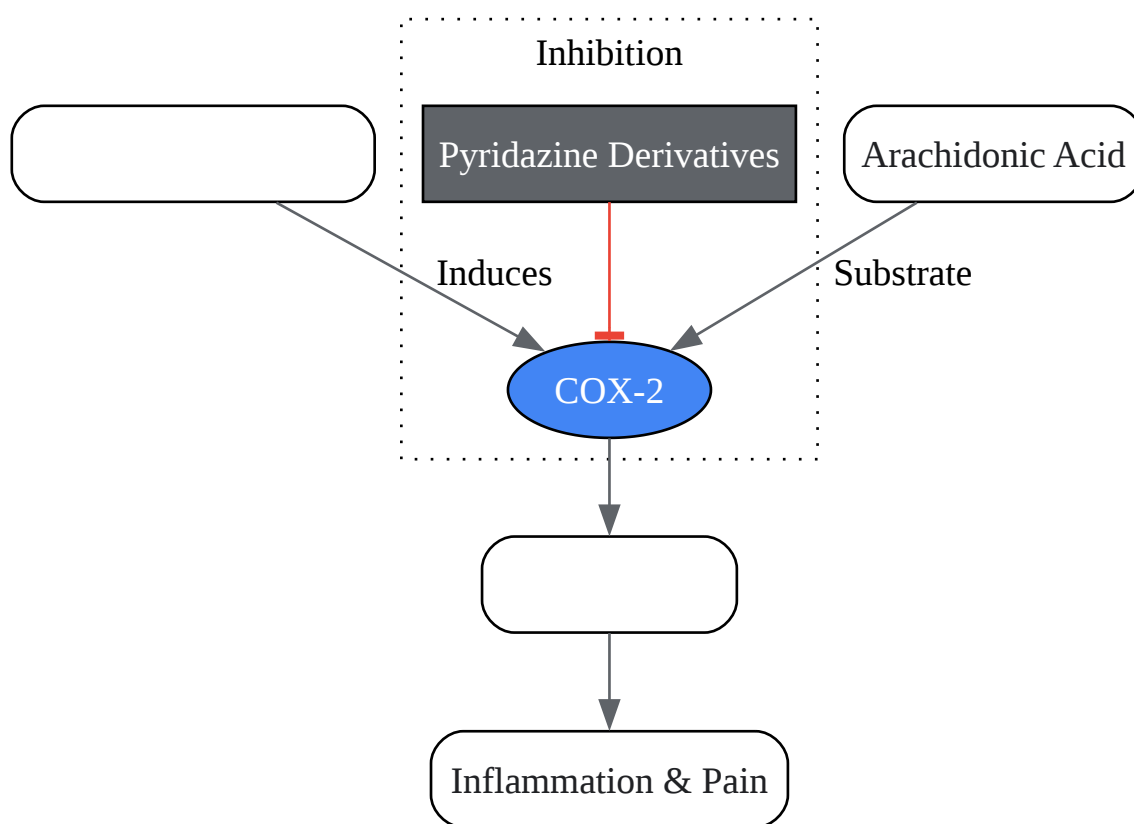 Inhibition
Pyridazine Derivatives
Arachidonic Acid
Induces
Substrate
COX-2
Inflammation & Pain